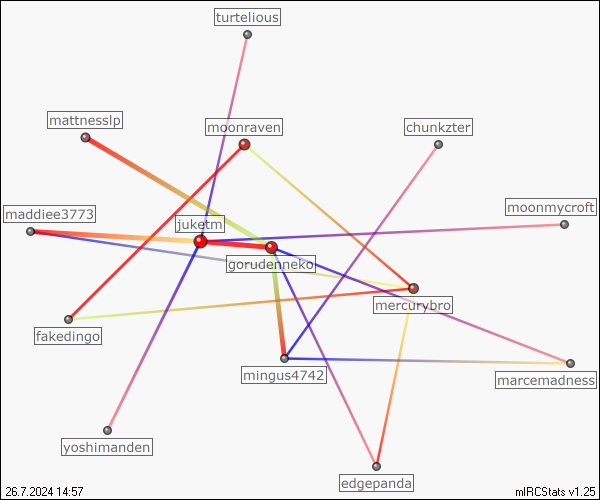 turtelious
mattnesslp
moonraven
chunkzter
maddiee3773
juketm
moonmycroft
gorudenneko
mercurybro
fakedingo
mingus4742
marcemadness
yoshimanden
edgepanda
26.7.2024 14:57
mIRCStats v1.25